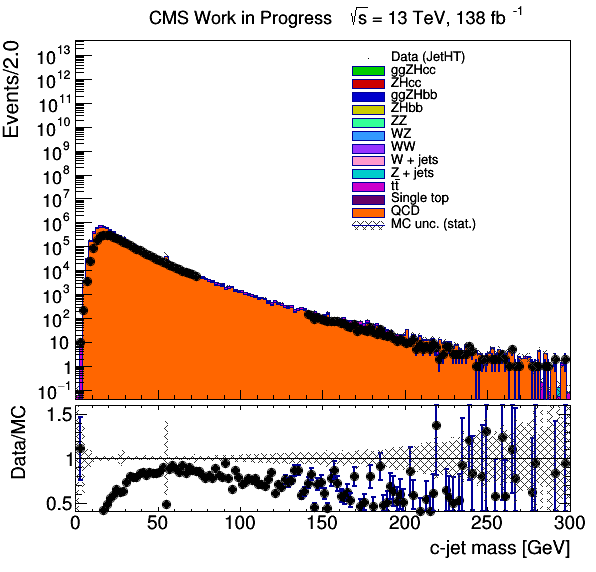 CMS Work in Progress √s = 13 TeV, 138 fb⁻¹
Events/2.0
10¹³
10¹²
10¹¹
10¹⁰
10⁹
10⁸
10⁷
10⁶
10⁵
10⁴
10³
10²
10
1
10⁻¹
Data (JetHT)
ggZHcc
ZHcc
ggZHbb
ZHbb
ZZ
WZ
WW
W + jets
Z + jets
tt̄
Single top
QCD
MC unc. (stat.)
Data/MC
1.5
1
0.5
0 50 100 150 200 250 300
c-jet mass [GeV]